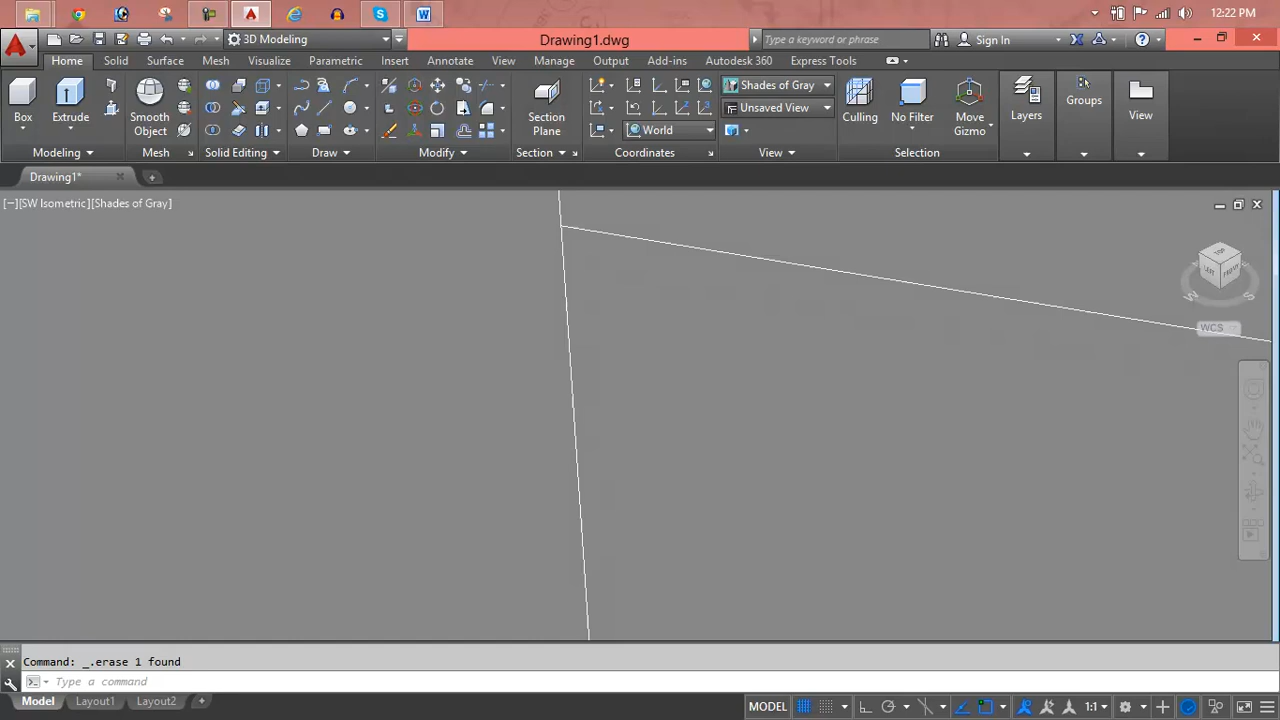 12:22 PM
3D Modeling
Drawing1.dwg
Type a keyword or phrase
Sign In
Home Solid Surface Mesh Visualize Parametric Insert Annotate View Manage Output Add-ins Autodesk 360 Express Tools
Box Extrude Smooth Object Section Plane Shades of Gray Unsaved View World Culling No Filter Move Gizmo Layers Groups View
Modeling Mesh Solid Editing Draw Modify Section Coordinates View Selection
Drawing1*
[−][SW Isometric][Shades of Gray]
TOP
LEFT FRONT
W S
WCS
Command: _.erase 1 found
Type a command
Model Layout1 Layout2
MODEL 1:1